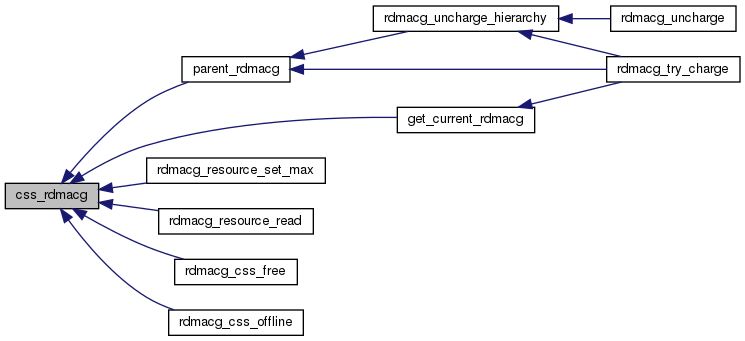 rdmacg_uncharge_hierarchy
rdmacg_uncharge
parent_rdmacg
rdmacg_try_charge
get_current_rdmacg
rdmacg_resource_set_max
css_rdmacg
rdmacg_resource_read
rdmacg_css_free
rdmacg_css_offline